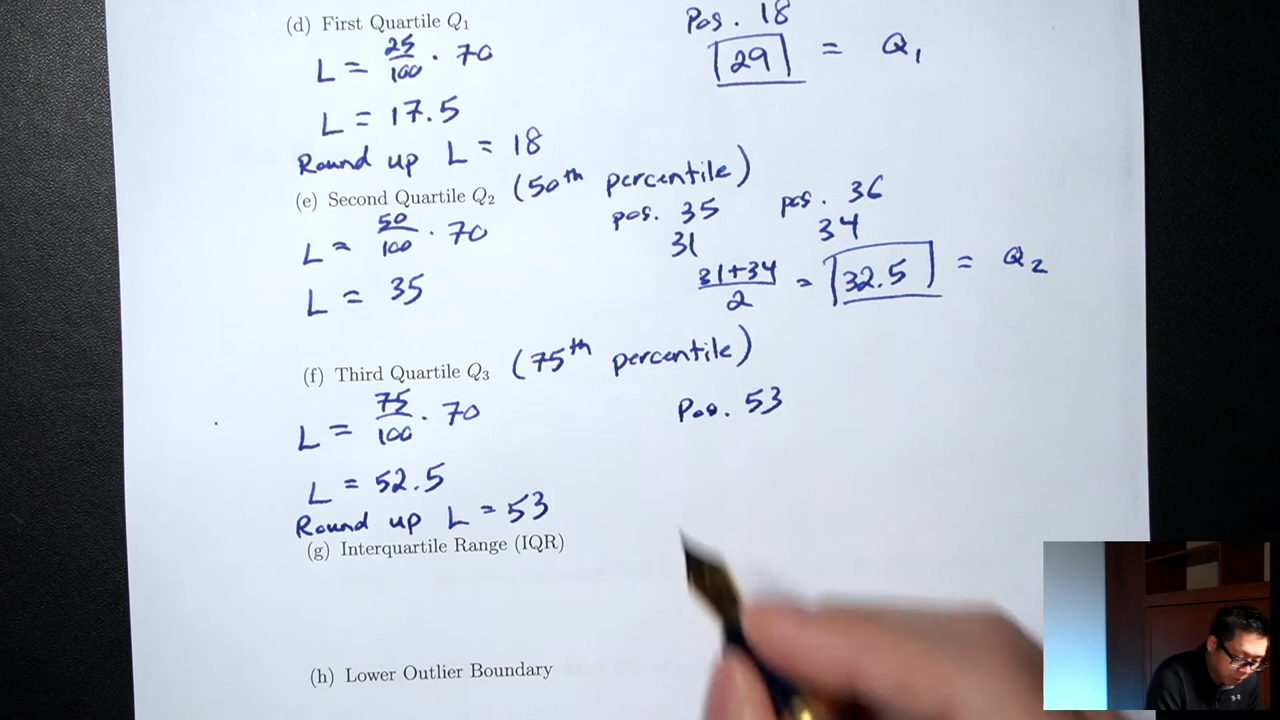 (d) First Quartile Q1
Pos. 18
L = 25/100 · 70
29 = Q1
L = 17.5
Round up L = 18
(e) Second Quartile Q2 (50th percentile)
L = 50/100 · 70
pos. 35 pos. 36
31 34
L = 35
31+34/2 = 32.5 = Q2
(f) Third Quartile Q3 (75th percentile)
L = 75/100 · 70
Pos. 53
L = 52.5
Round up L = 53
(g) Interquartile Range (IQR)
(h) Lower Outlier Boundary